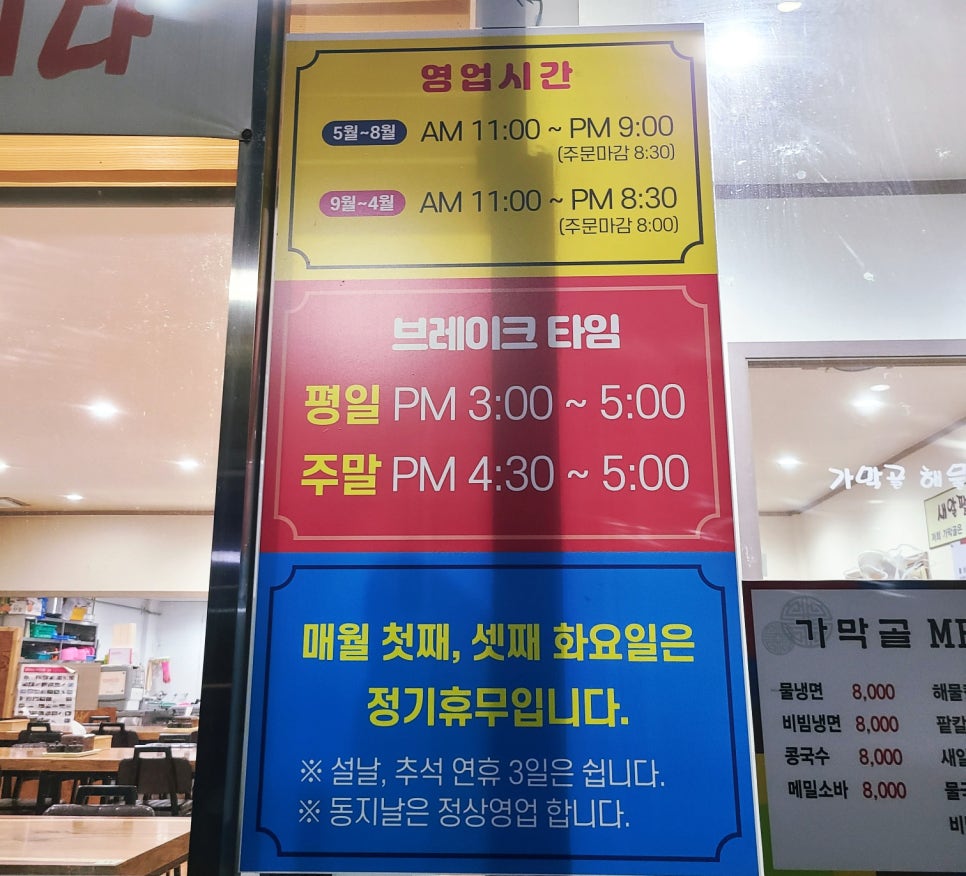 영업시간
5월~8월 AM 11:00 ~ PM 9:00
(주문마감 8:30)
9월~4월 AM 11:00 ~ PM 8:30
(주문마감 8:00)
브레이크 타임
평일 PM 3:00 ~ 5:00
주말 PM 4:30 ~ 5:00
매월 첫째, 셋째 화요일은
정기휴무입니다.
※ 설날, 추석 연휴 3일은 쉽니다.
※ 동지날은 정상영업 합니다.
가막골
가막골
물냉면 8,000
비빔냉면 8,000
콩국수 8,000
메밀소바 8,000